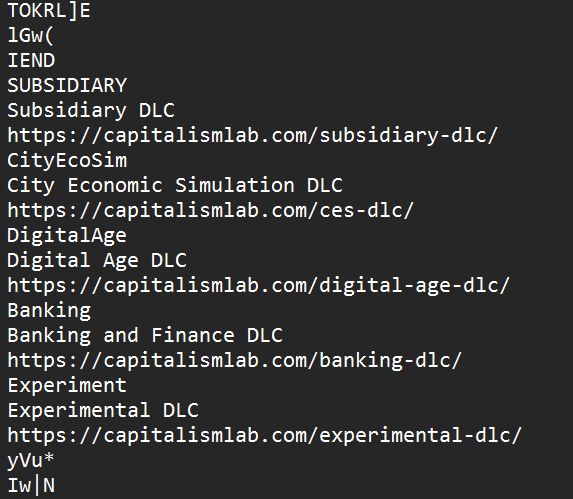 TOKRL]E
lGw(
IEND
SUBSIDIARY
Subsidiary DLC
https://capitalismlab.com/subsidiary-dlc/
CityEcoSim
City Economic Simulation DLC
https://capitalismlab.com/ces-dlc/
DigitalAge
Digital Age DLC
https://capitalismlab.com/digital-age-dlc/
Banking
Banking and Finance DLC
https://capitalismlab.com/banking-dlc/
Experiment
Experimental DLC
https://capitalismlab.com/experimental-dlc/
yVu*
Iw|N